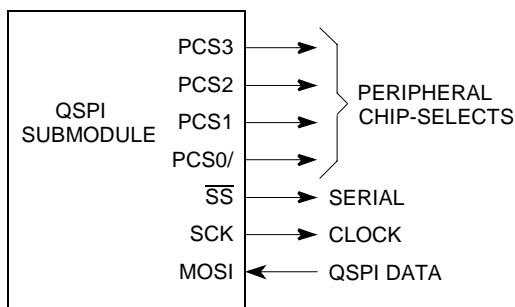 QSPI
SUBMODULE
PCS3
PCS2
PCS1
PCS0/
SS
SCK
MOSI
PERIPHERAL
CHIP-SELECTS
SERIAL
CLOCK
QSPI DATA